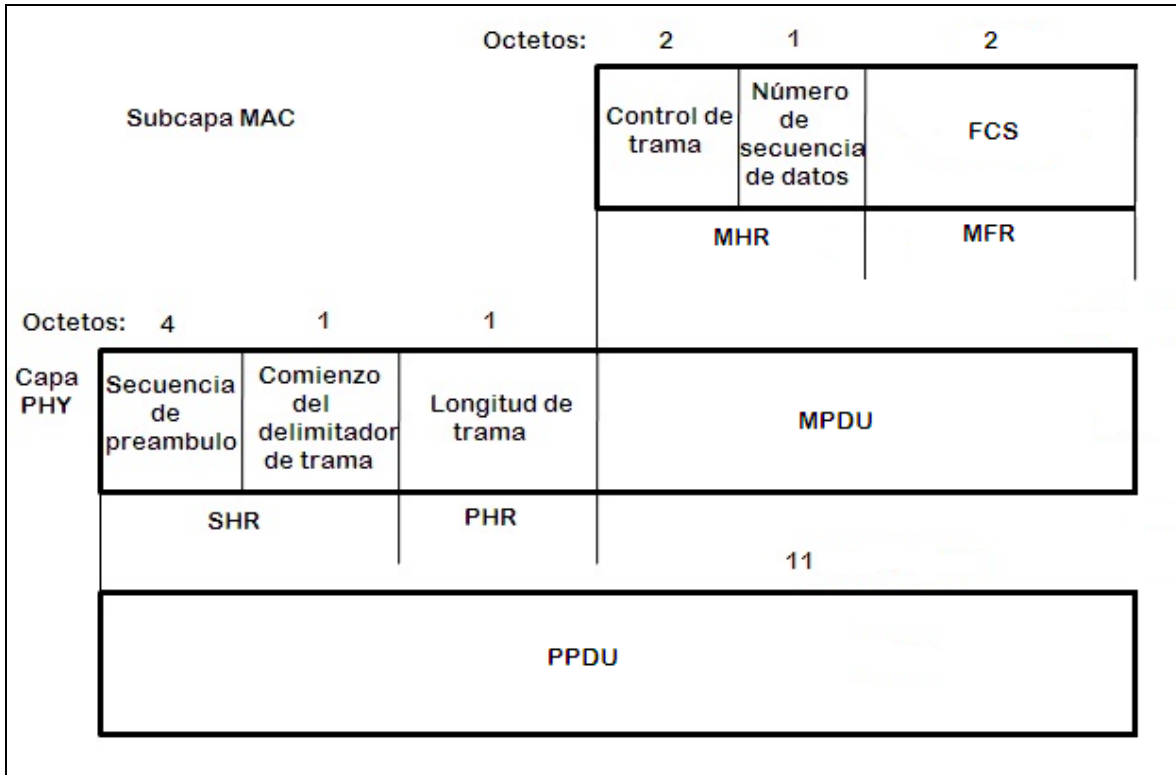 Octetos: 2 1 2
Subcapa MAC
Control de
trama
Número
de
secuencia
de datos
FCS
MHR MFR
Octetos: 4 1 1
Capa
PHY
Secuencia
de
preambulo
Comienzo
del
delimitador
de trama
Longitud de
trama
MPDU
SHR PHR
11
PPDU